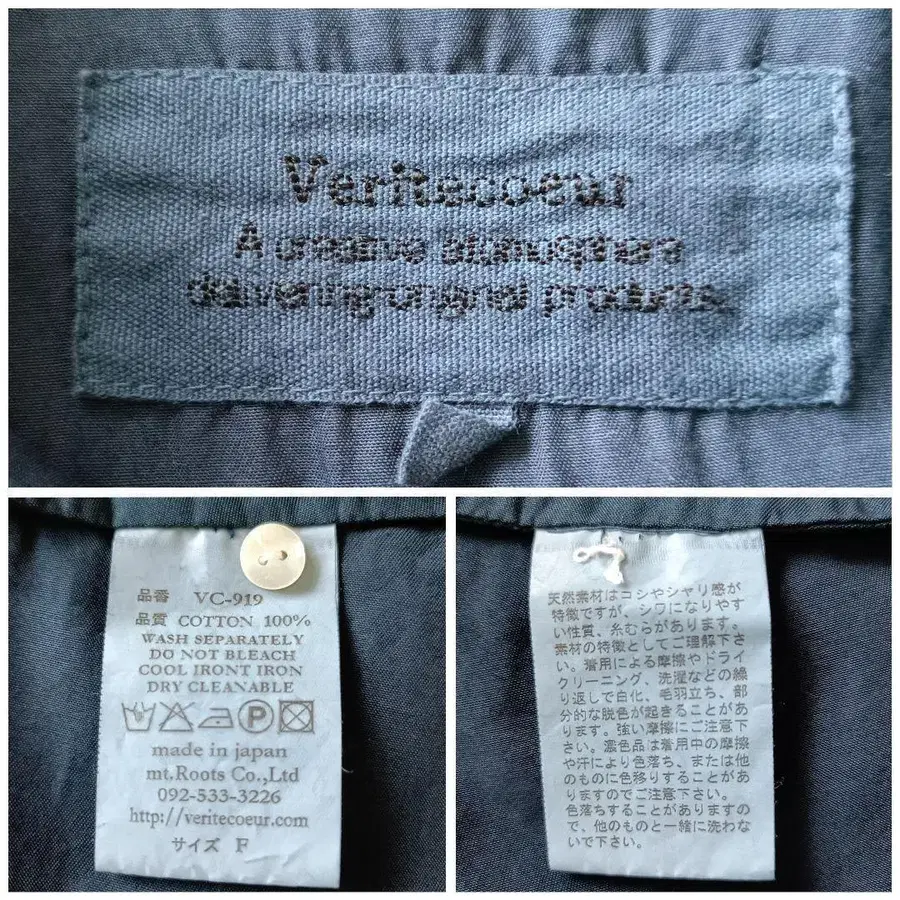 Veritecoeur
A creative atmosphere
delivering original products.
品番 VC-919
品質 COTTON 100%
WASH SEPARATELY
DO NOT BLEACH
COOL IRONT IRON
DRY CLEANABLE
P
made in japan
mt.Roots Co.,Ltd
092-533-3226
http://veritecoeur.com
サイズ F
天然素材はコシやシャリ感が
特徴ですが、シワになりやす
い性質、糸むらがあります。
素材の特徴としてご理解下さ
い。着用による摩擦やドライ
クリーニング、洗濯などの繰
り返しで白化、毛羽立ち、部
分的な脱色が起きることがあ
ります。強い摩擦にご注意下
さい。濃色品は着用中の摩擦
や汗により色落ち、または他
のものに色移りすることがあ
りますのでご注意下さい。
色落ちすることがありますの
で、他のものと一緒に洗わな
いで下さい。